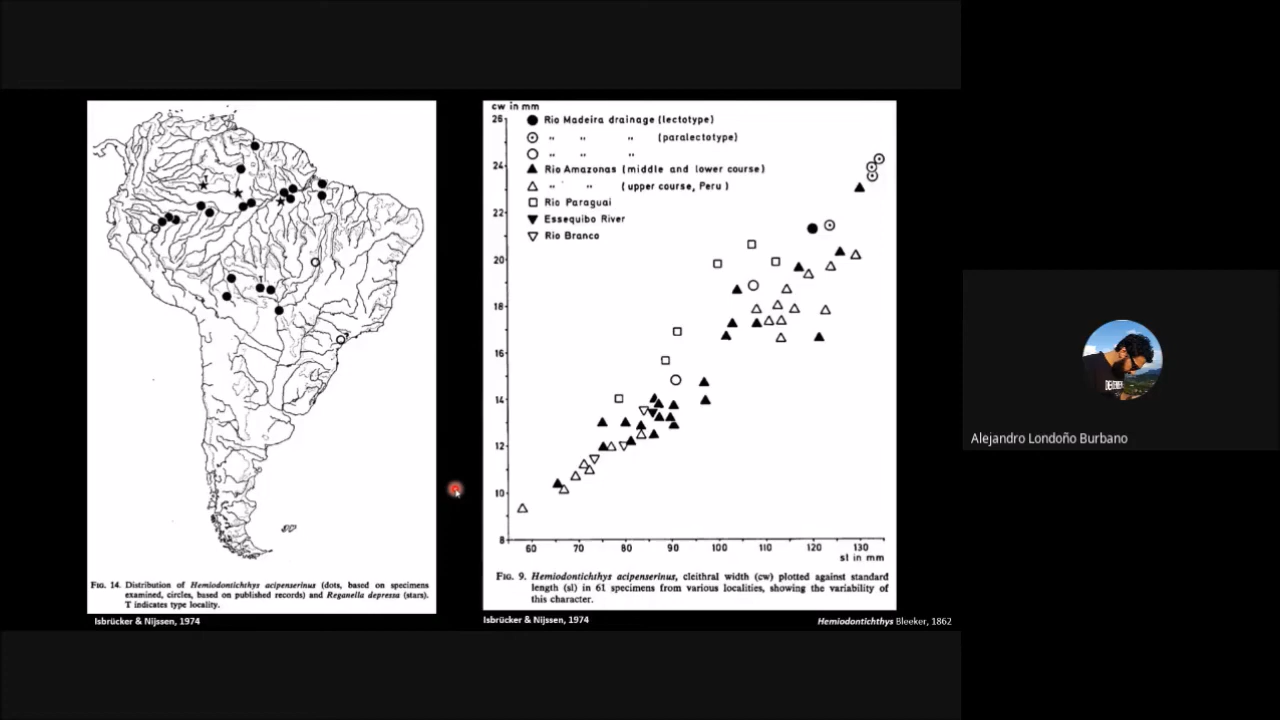 FIG. 14. Distribution of Hemiodontichthys acipenserinus (dots, based on specimens
examined, circles, based on published records) and Reganella depressa (stars).
T indicates type locality.
Isbrücker & Nijssen, 1974
cw in mm
26
24
22
20
18
16
14
12
10
8
60 70 80 90 100 110 120 130
sl in mm
Rio Madeira drainage (lectotype)
" " " (paralectotype)
" " "
Rio Amazonas (middle and lower course)
" " (upper course, Peru)
Rio Paraguai
Essequibo River
Rio Branco
FIG. 9. Hemiodontichthys acipenserinus, cleithral width (cw) plotted against standard
length (sl) in 61 specimens from various localities, showing the variability of
this character.
Isbrücker & Nijssen, 1974
Hemiodontichthys Bleeker, 1862
Alejandro Londoño Burbano